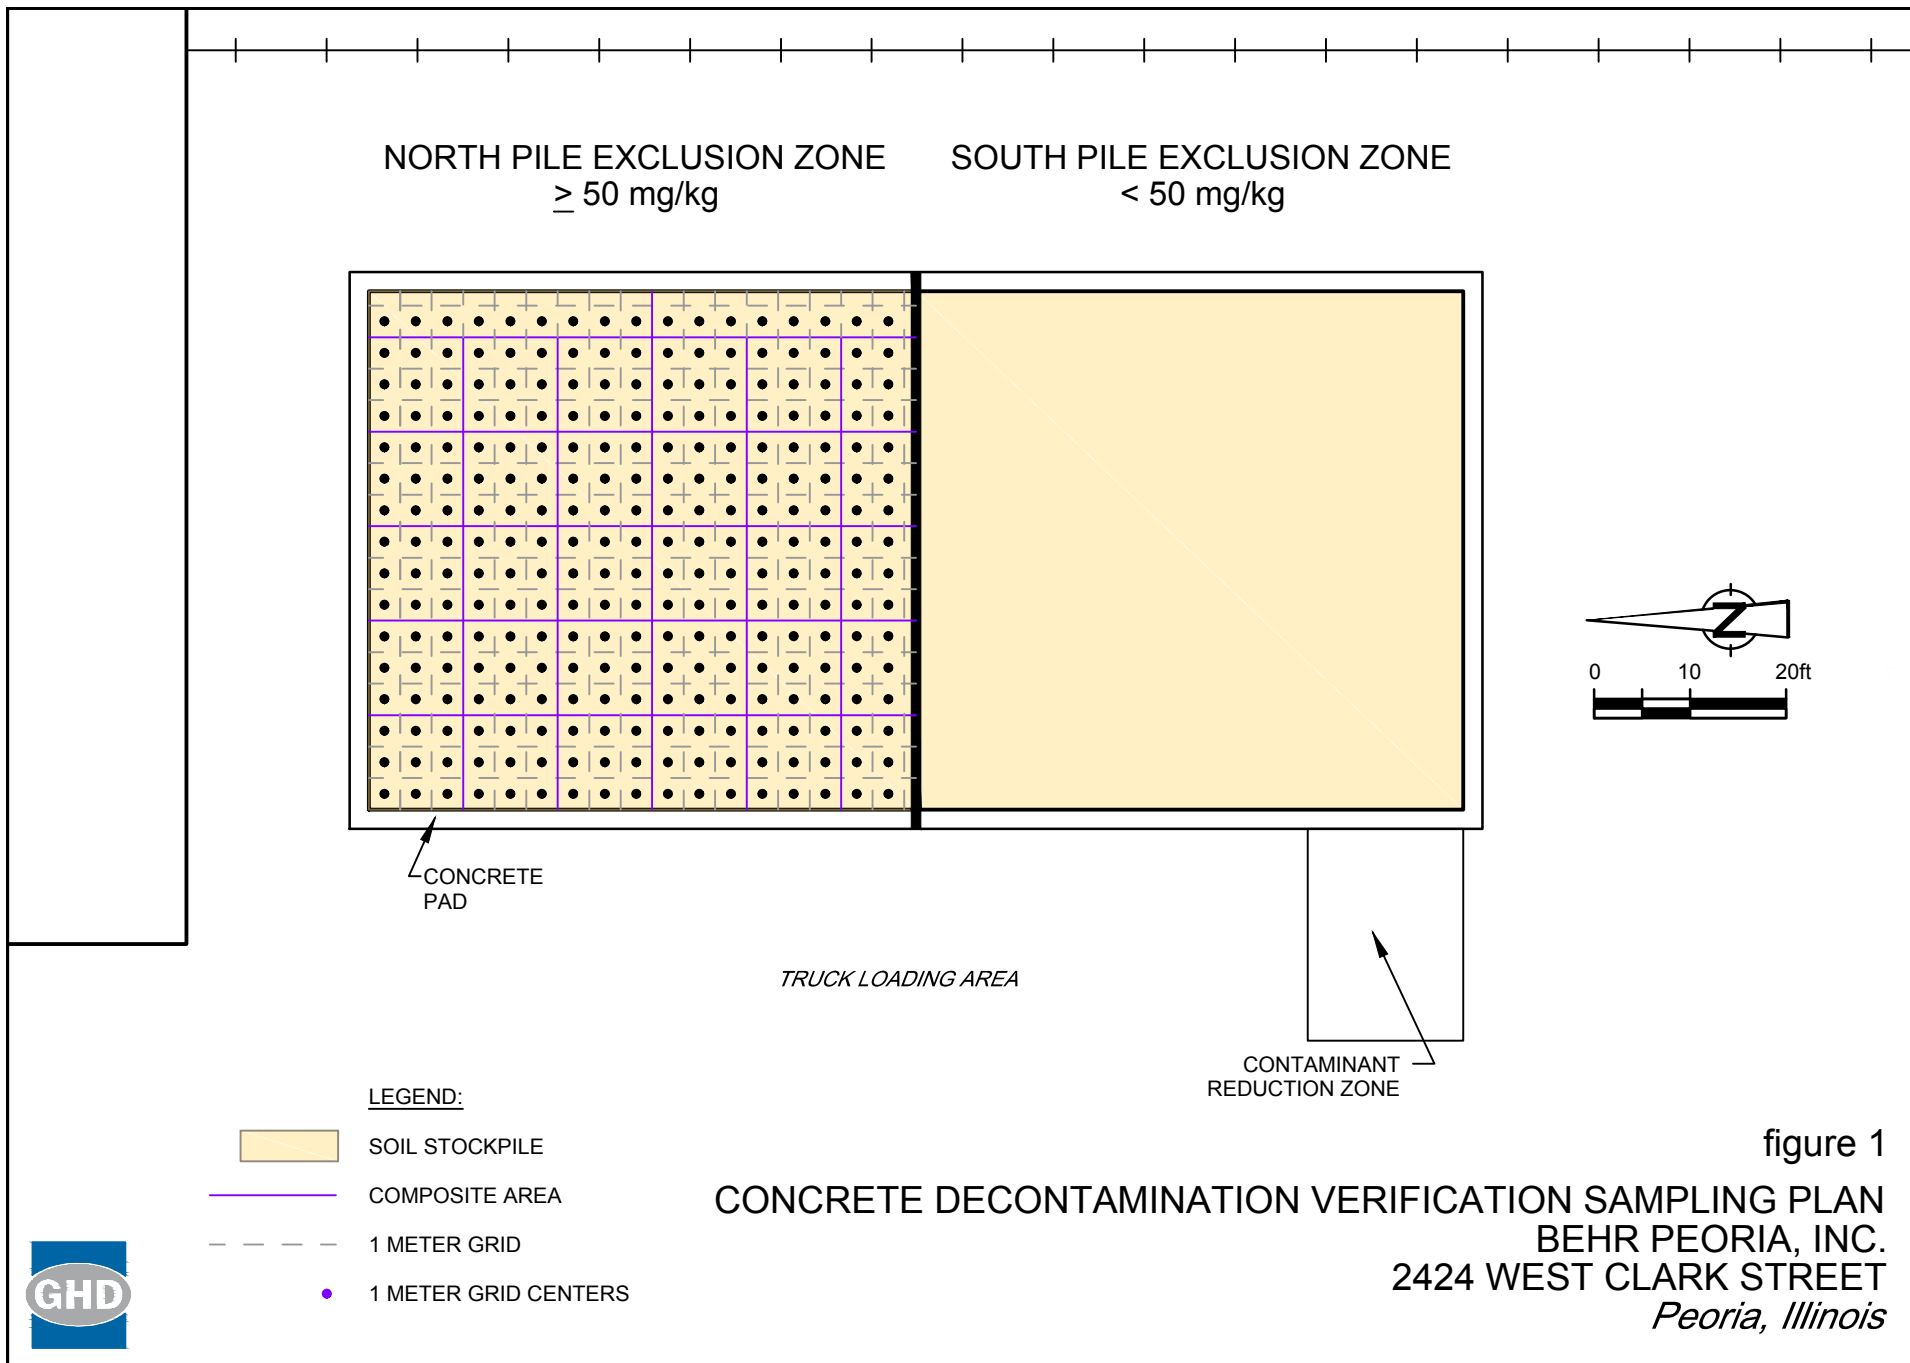 NORTH PILE EXCLUSION ZONE
≥ 50 mg/kg
SOUTH PILE EXCLUSION ZONE
< 50 mg/kg
N
0 10 20ft
CONCRETE
PAD
TRUCK LOADING AREA
CONTAMINANT
REDUCTION ZONE
LEGEND:
SOIL STOCKPILE
COMPOSITE AREA
1 METER GRID
1 METER GRID CENTERS
GHD
figure 1
CONCRETE DECONTAMINATION VERIFICATION SAMPLING PLAN
BEHR PEORIA, INC.
2424 WEST CLARK STREET
Peoria, Illinois